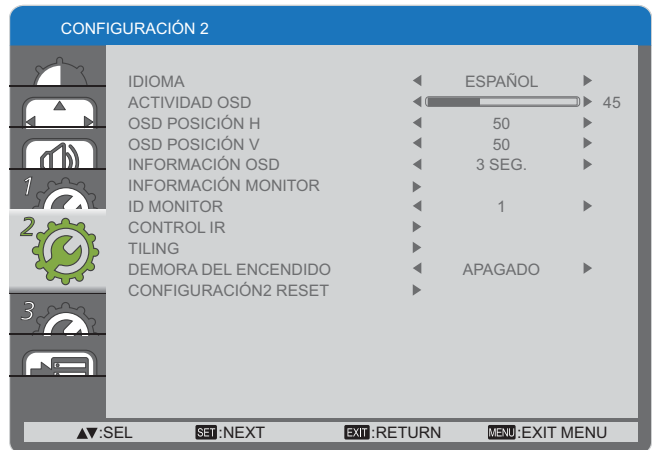 CONFIGURACIÓN 2
IDIOMA ESPAÑOL
ACTIVIDAD OSD 45
OSD POSICIÓN H 50
OSD POSICIÓN V 50
INFORMACIÓN OSD 3 SEG.
INFORMACIÓN MONITOR
1
ID MONITOR 1
2
CONTROL IR
TILING
DEMORA DEL ENCENDIDO APAGADO
CONFIGURACIÓN2 RESET
3
:SEL SET:NEXT EXIT:RETURN MENU:EXIT MENU